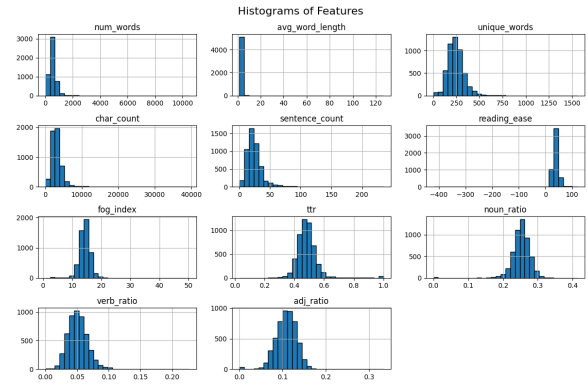 Histograms of Features
num_words avg_word_length unique_words
3000 2000 1000 0
0 2000 4000 6000 8000 10000
4000 2000 0
0 20 40 60 80 100 120
1000 500 0
0 250 500 750 1000 1250 1500
char_count sentence_count reading_ease
2000 1000 0
0 10000 20000 30000 40000
1500 1000 500 0
0 50 100 150 200
3000 2000 1000 0
−400 −300 −200 −100 0 100
fog_index ttr noun_ratio
2000 1000 0
0 10 20 30 40 50
1000 500 0
0.0 0.2 0.4 0.6 0.8 1.0
1000 500 0
0.0 0.1 0.2 0.3 0.4
verb_ratio adj_ratio
1000 500 0
0.00 0.05 0.10 0.15 0.20
1000 500 0
0.0 0.1 0.2 0.3